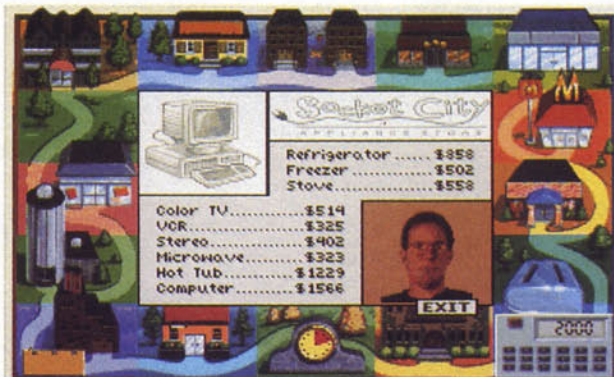 Socket City
APPLIANCE STORE
Refrigerator ...... $858
Freezer ............. $502
Stove ................. $558
Color TV ............. $514
VCR ..................... $325
Stereo ................ $402
Microwave ........... $323
Hot Tub .............. $1229
Computer ............ $1566
EXIT
M
2000